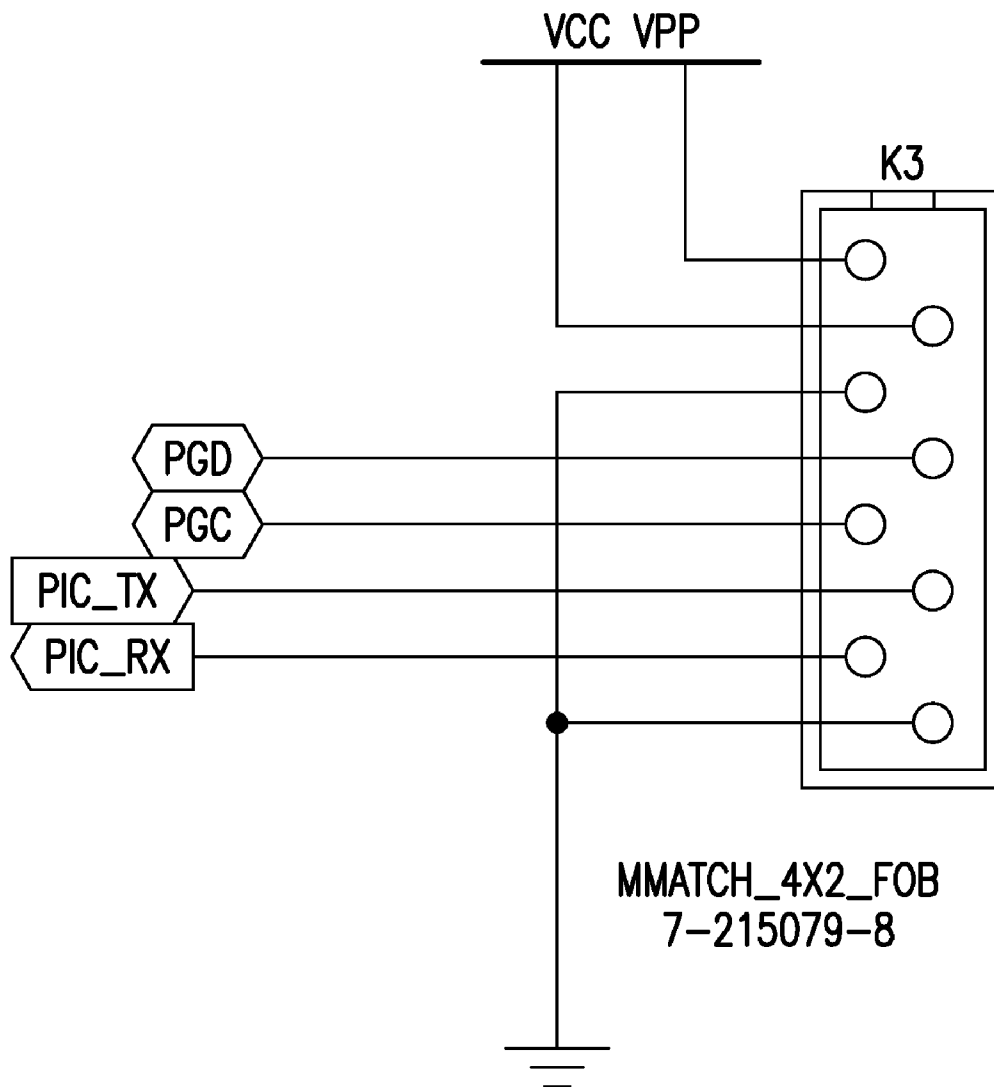 VCC VPP
K3
PGD
PGC
PIC_TX
PIC_RX
MMATCH_4X2_FOB
7-215079-8